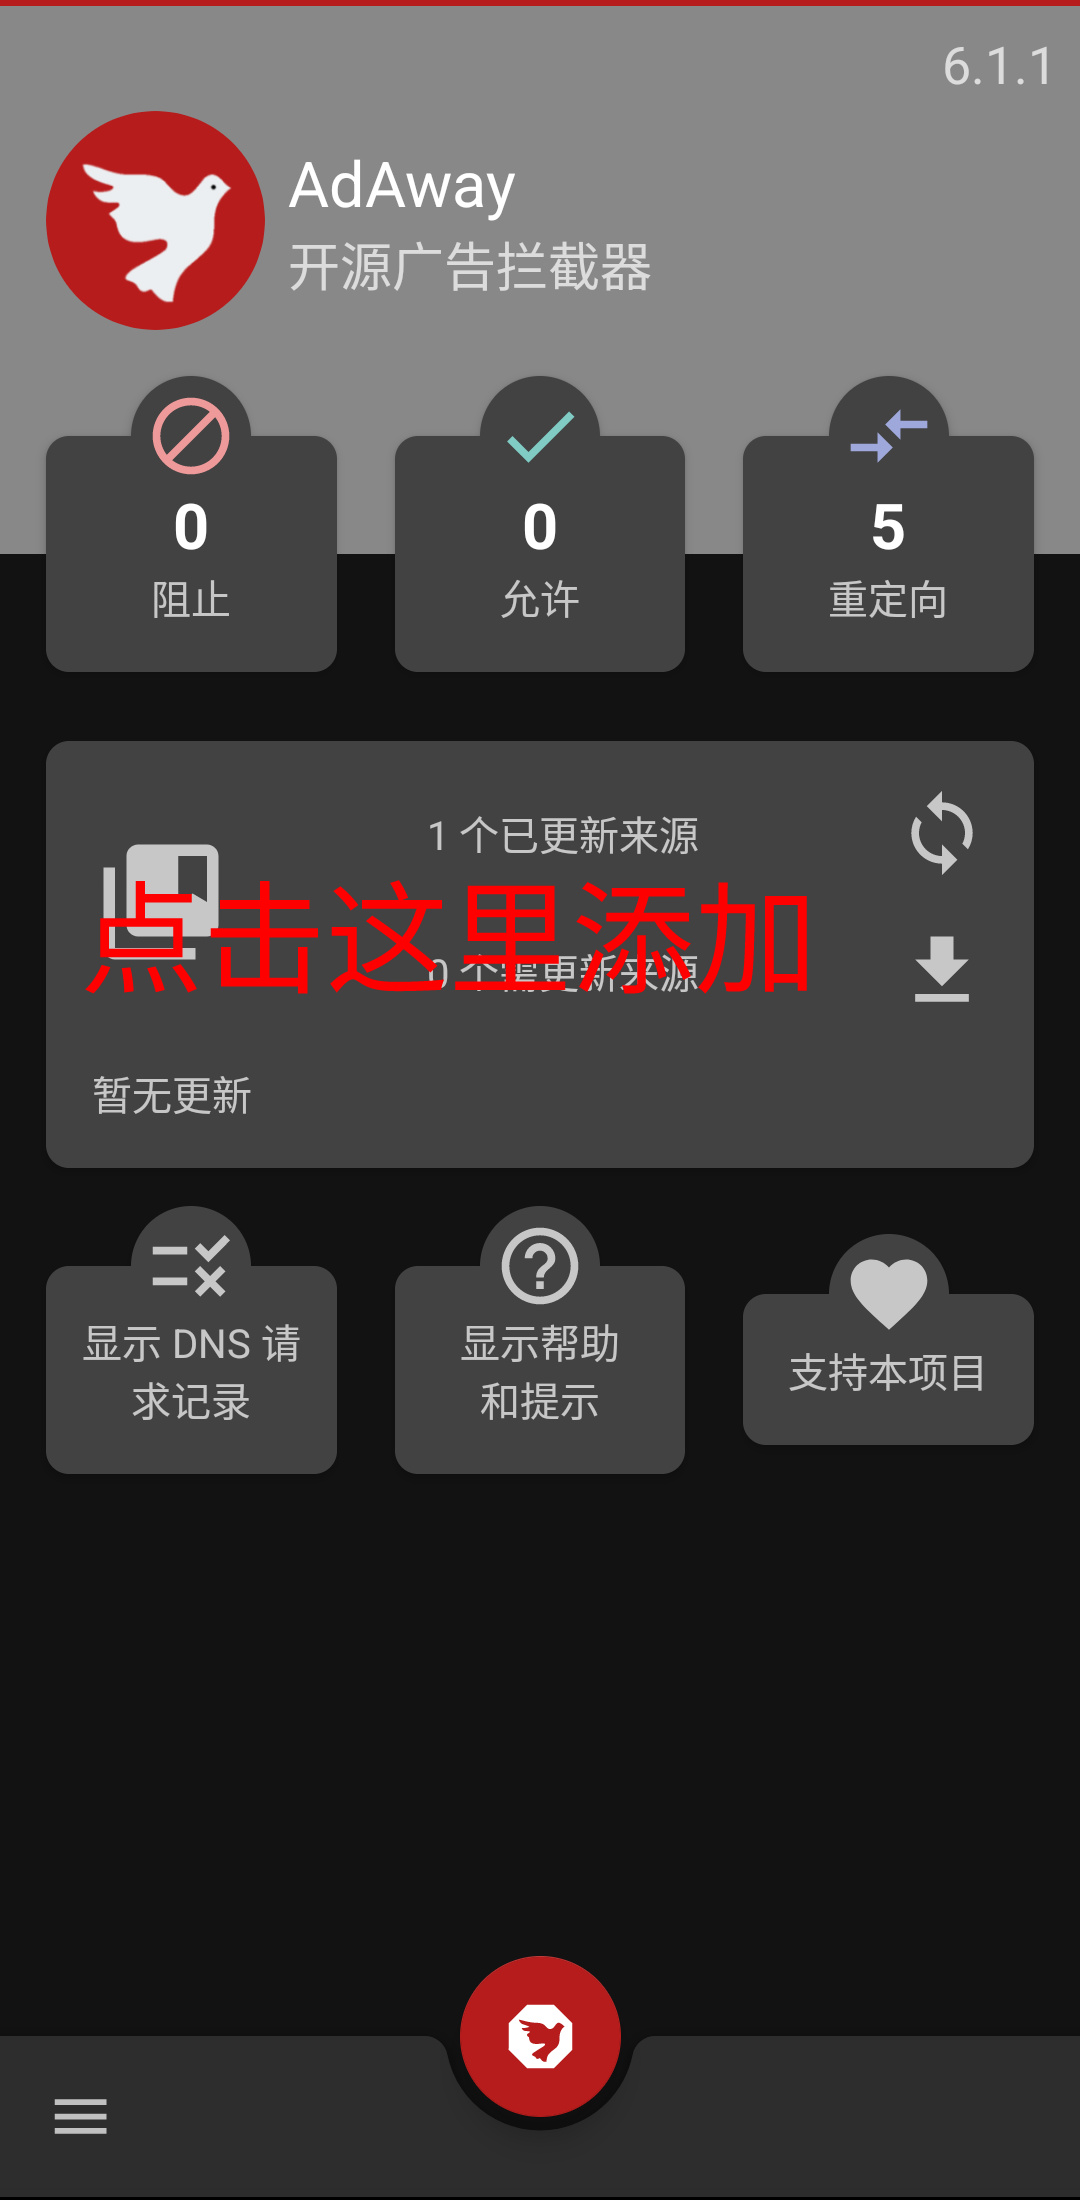 6.1.1
AdAway
开源广告拦截器
0
阻止
0
允许
5
重定向
1 个已更新来源
点击这里添加
0 个需更新来源
暂无更新
显示 DNS 请
求记录
显示帮助
和提示
支持本项目